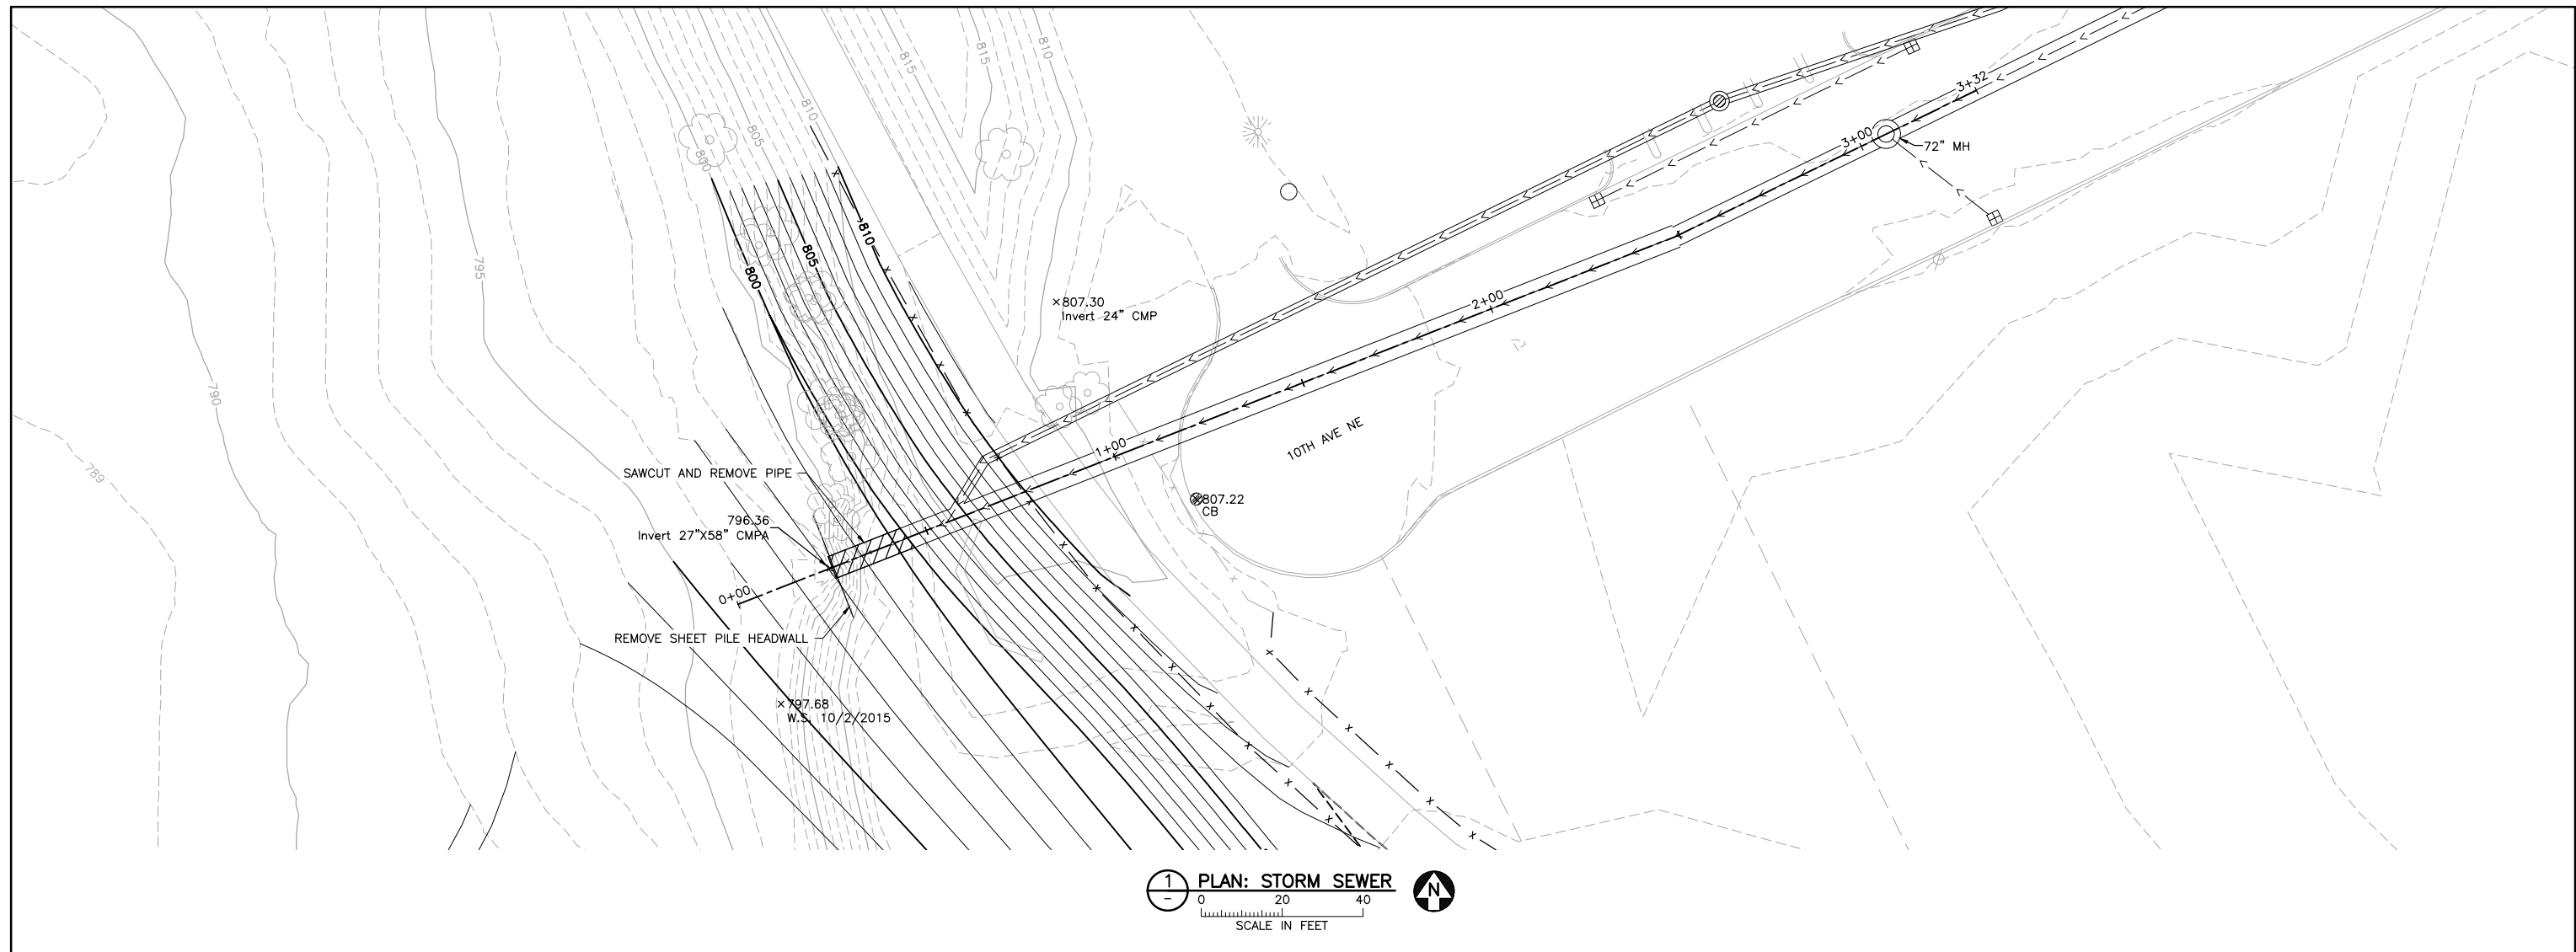 810
815
815
810
805
800
810
3+32
3+00
72" MH
810
805
800
795
807.30
Invert 24" CMP
2+00
790
1+00
10TH AVE NE
789
SAWCUT AND REMOVE PIPE
807.22
CB
796.36
Invert 27"X58" CMPA
0+00
REMOVE SHEET PILE HEADWALL
797.68
W.S. 10/2/2015
1
-
PLAN: STORM SEWER
N
0 20 40
SCALE IN FEET